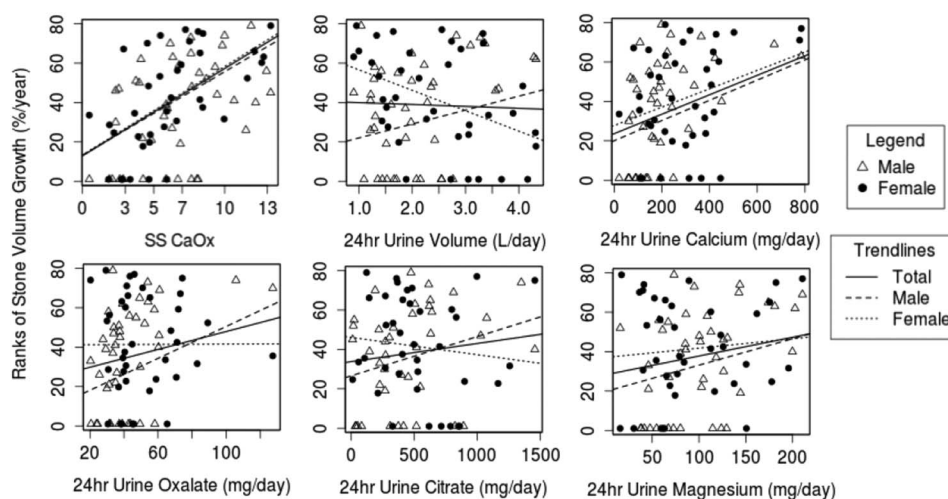 Ranks of Stone Volume Growth (%/year)
80
60
40
20
0
0 3 5 7 10 13
SS CaOx
80
60
40
20
0
1.0 2.0 3.0 4.0
24hr Urine Volume (L/day)
80
60
40
20
0
0 200 400 600 800
24hr Urine Calcium (mg/day)
Legend
Male
Female
Trendlines
Total
Male
Female
80
60
40
20
0
20 40 60 100
24hr Urine Oxalate (mg/day)
80
60
40
20
0
0 500 1000 1500
24hr Urine Citrate (mg/day)
80
60
40
20
0
50 100 150 200
24hr Urine Magnesium (mg/day)